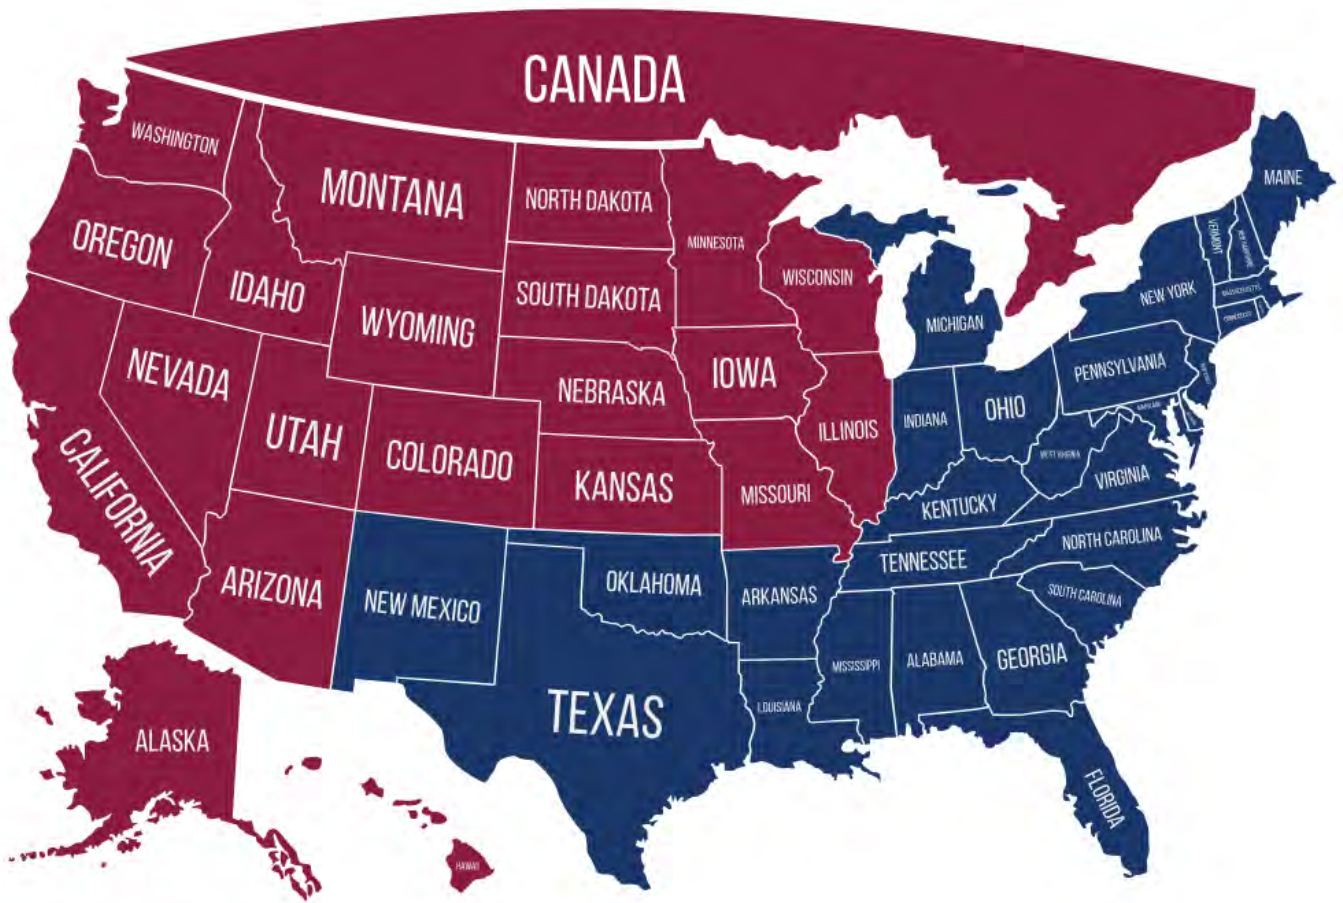 CANADA
WASHINGTON
MONTANA
NORTH DAKOTA
MINNESOTA
MAINE
OREGON
IDAHO
WYOMING
SOUTH DAKOTA
WISCONSIN
MICHIGAN
NEW YORK
VERMONT
NEVADA
UTAH
COLORADO
NEBRASKA
IOWA
ILLINOIS
INDIANA
OHIO
PENNSYLVANIA
CALIFORNIA
KANSAS
MISSOURI
KENTUCKY
WEST VIRGINIA
VIRGINIA
ARIZONA
NEW MEXICO
OKLAHOMA
ARKANSAS
TENNESSEE
NORTH CAROLINA
SOUTH CAROLINA
TEXAS
LOUISIANA
MISSISSIPPI
ALABAMA
GEORGIA
FLORIDA
ALASKA
HAWAII